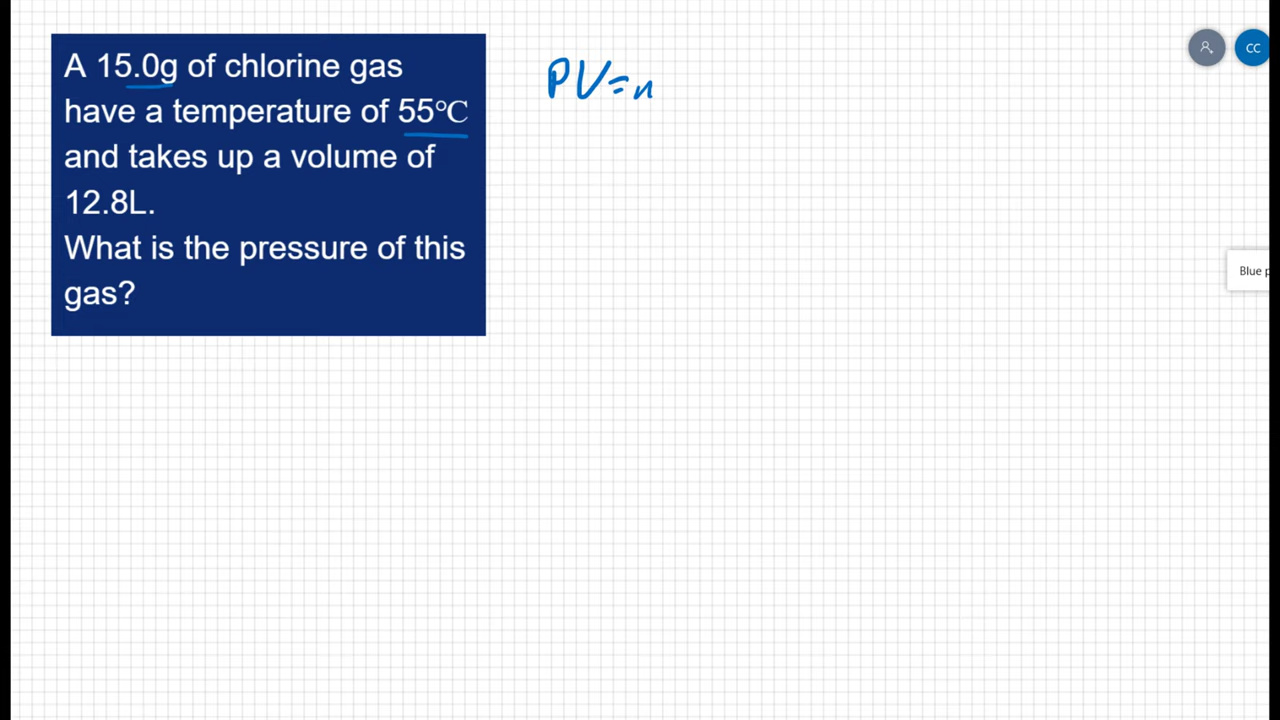 A 15.0g of chlorine gas
have a temperature of 55°C
and takes up a volume of
12.8L.
What is the pressure of this
gas?
PV=n
CC
Blue p